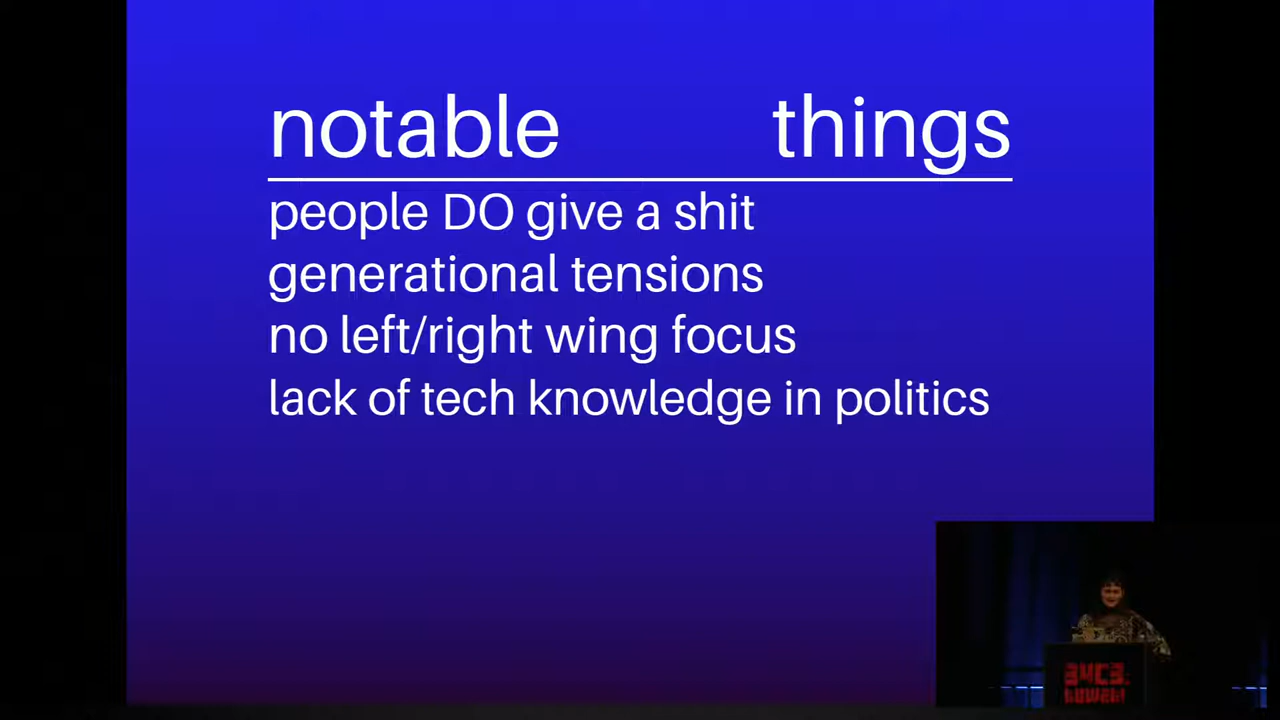 notable things
people DO give a shit
generational tensions
no left/right wing focus
lack of tech knowledge in politics